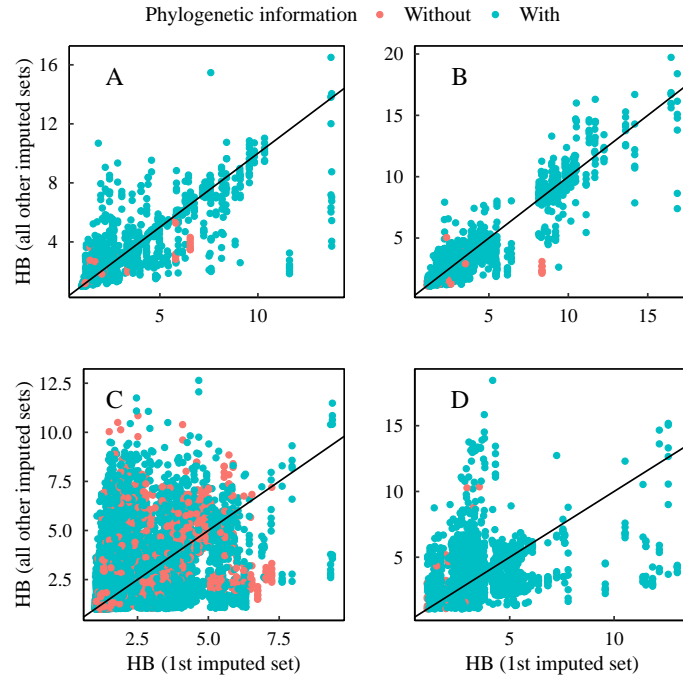 Phylogenetic information Without With
A
B
HB (all other imputed sets)
16
12
8
4
5 10
20
15
10
5
5 10 15
C
D
HB (all other imputed sets)
12.5
10.0
7.5
5.0
2.5
2.5 5.0 7.5
15
10
5
5 10
HB (1st imputed set)
HB (1st imputed set)